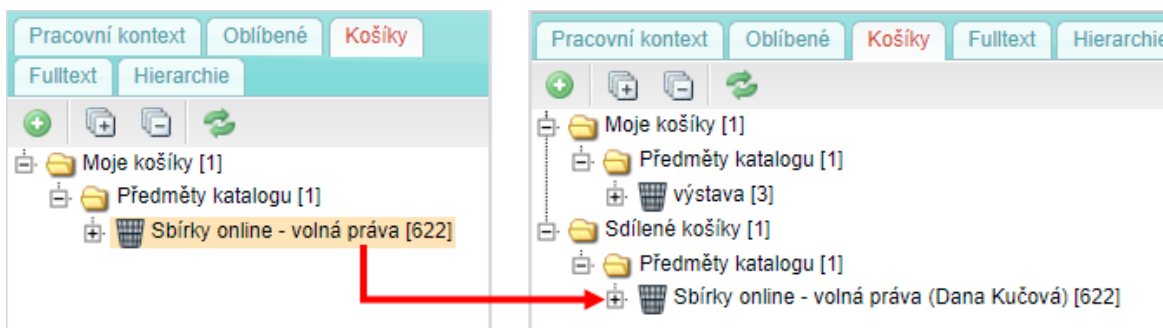 Pracovní kontext Oblíbené Košíky
Fulltext Hierarchie
Moje košíky [1]
Předměty katalogu [1]
Sbírky online - volná práva [622]
Pracovní kontext Oblíbené Košíky Fulltext Hierarchie
Moje košíky [1]
Předměty katalogu [1]
výstava [3]
Sdílené košíky [1]
Předměty katalogu [1]
Sbírky online - volná práva (Dana Kučová) [622]